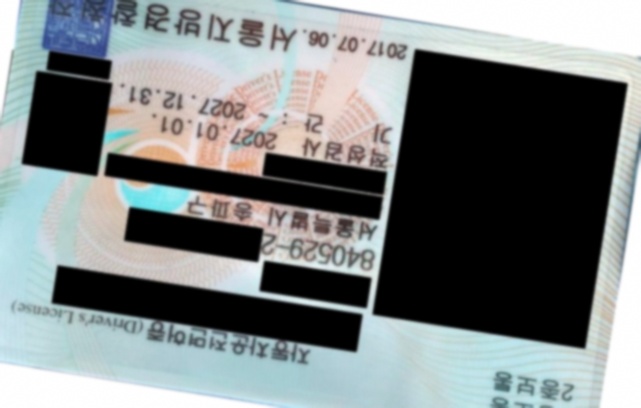 2종보통
자동차운전면허증 (Driver's License)
840529-2
서울특별시 송파구
적성검사 2027.01.01.
기 간 : ~ 2027.12.31.
2017.07.06. 서울지방경찰청